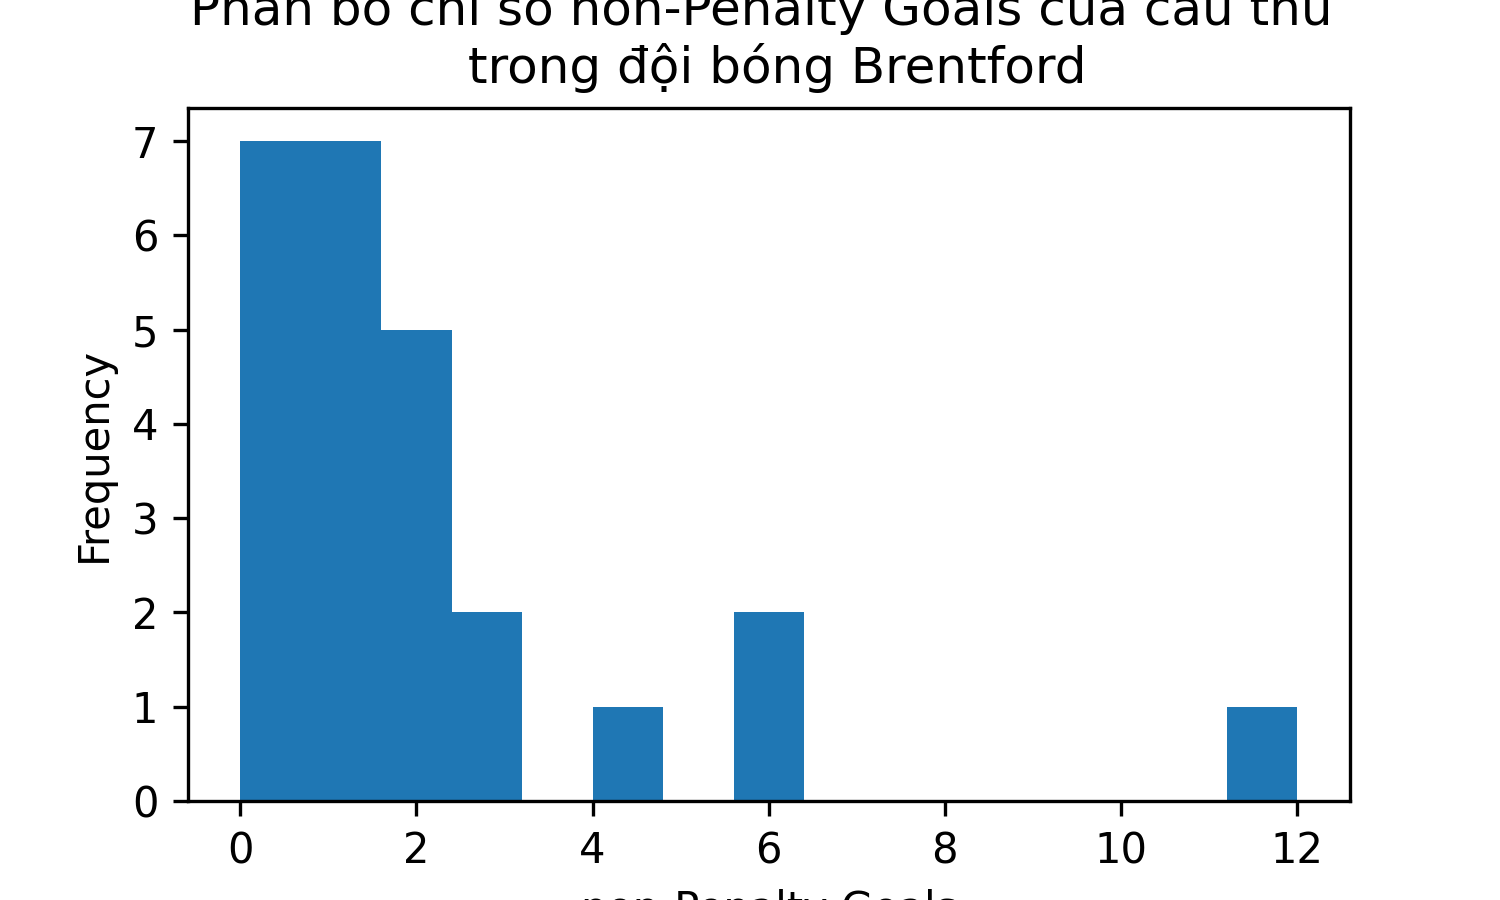 Phân bố chỉ số non-Penalty Goals của cầu thủ
trong đội bóng Brentford
7
6
5
4
3
2
1
0
Frequency
0 2 4 6 8 10 12
non-Penalty Goals